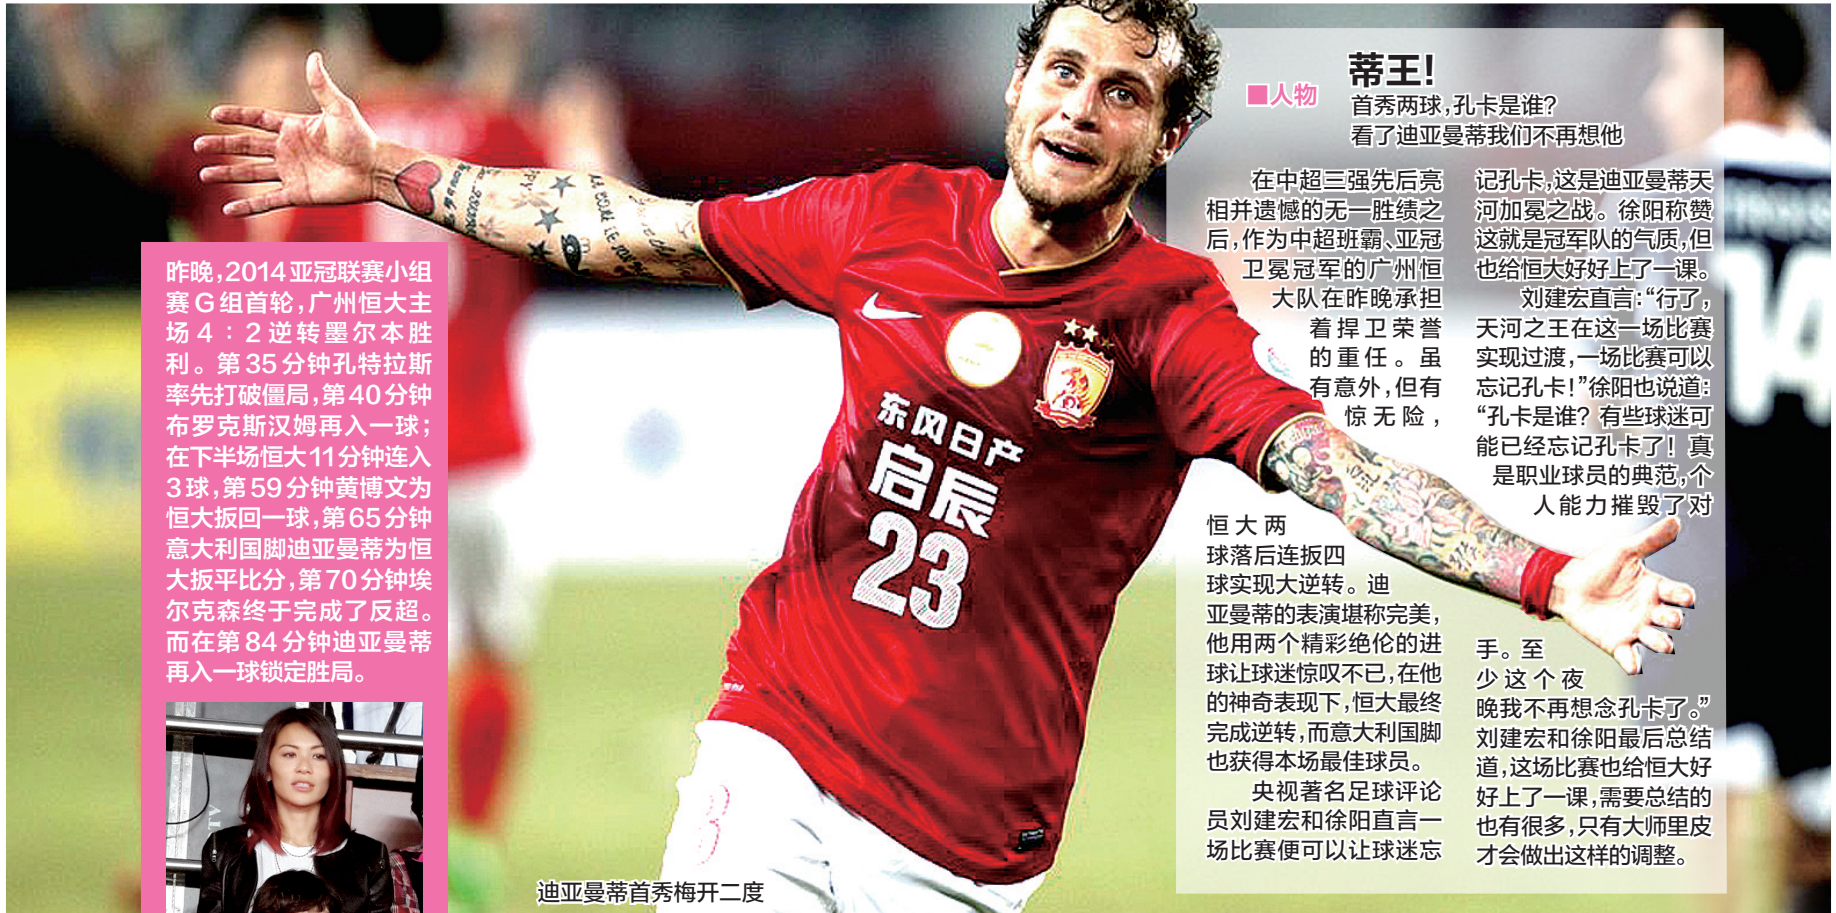 昨晚，2014亚冠联赛小组
赛G组首轮，广州恒大主
场4：2逆转墨尔本胜
利。第35分钟孔特拉斯
率先打破僵局，第40分钟
布罗克斯汉姆再入一球；
在下半场恒大11分钟连入
3球，第59分钟黄博文为
恒大扳回一球，第65分钟
意大利国脚迪亚曼蒂为恒
大扳平比分，第70分钟埃
尔克森终于完成了反超。
而在第84分钟迪亚曼蒂
再入一球锁定胜局。
东风日产
启辰
23
迪亚曼蒂首秀梅开二度
■人物
蒂王！
首秀两球，孔卡是谁？
看了迪亚曼蒂我们不再想他
在中超三强先后亮
相并遗憾的无一胜绩之
后，作为中超班霸、亚冠
卫冕冠军的广州恒
大队在昨晚承担
着捍卫荣誉
的重任。虽
有意外，但有
惊无险，
恒大两
球落后连扳四
球实现大逆转。迪
亚曼蒂的表演堪称完美，
他用两个精彩绝伦的进
球让球迷惊叹不已，在他
的神奇表现下，恒大最终
完成逆转，而意大利国脚
也获得本场最佳球员。
央视著名足球评论
员刘建宏和徐阳直言一
场比赛便可以让球迷忘
记孔卡，这是迪亚曼蒂天
河加冕之战。徐阳称赞
这就是冠军队的气质，但
也给恒大好好上了一课。
刘建宏直言：“行了，
天河之王在这一场比赛
实现过渡，一场比赛可以
忘记孔卡！”徐阳也说道：
“孔卡是谁？有些球迷可
能已经忘记孔卡了！真
是职业球员的典范，个
人能力摧毁了对
手。至
少这个夜
晚我不再想念孔卡了。”
刘建宏和徐阳最后总结
道，这场比赛也给恒大好
好上了一课，需要总结的
也有很多，只有大师里皮
才会做出这样的调整。
14